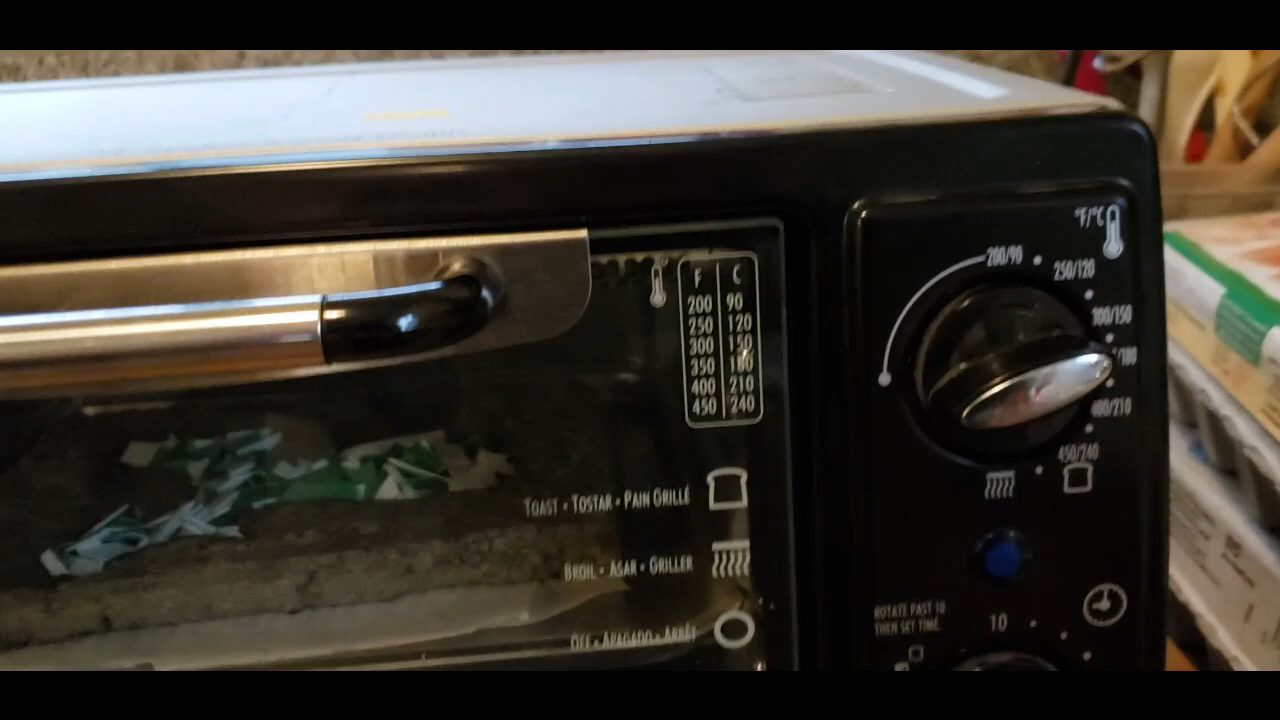 °F/°C
200/90
250/120
300/150
/180
400/210
450/240
F C
200 90
250 120
300 150
350 180
400 210
450 240
TOAST • TOSTAR • PAIN GRILLÉ
BROIL • ASAR • GRILLER
OFF • APAGADO • ARRÊT
ROTATE PAST 10
THEN SET TIME.
10